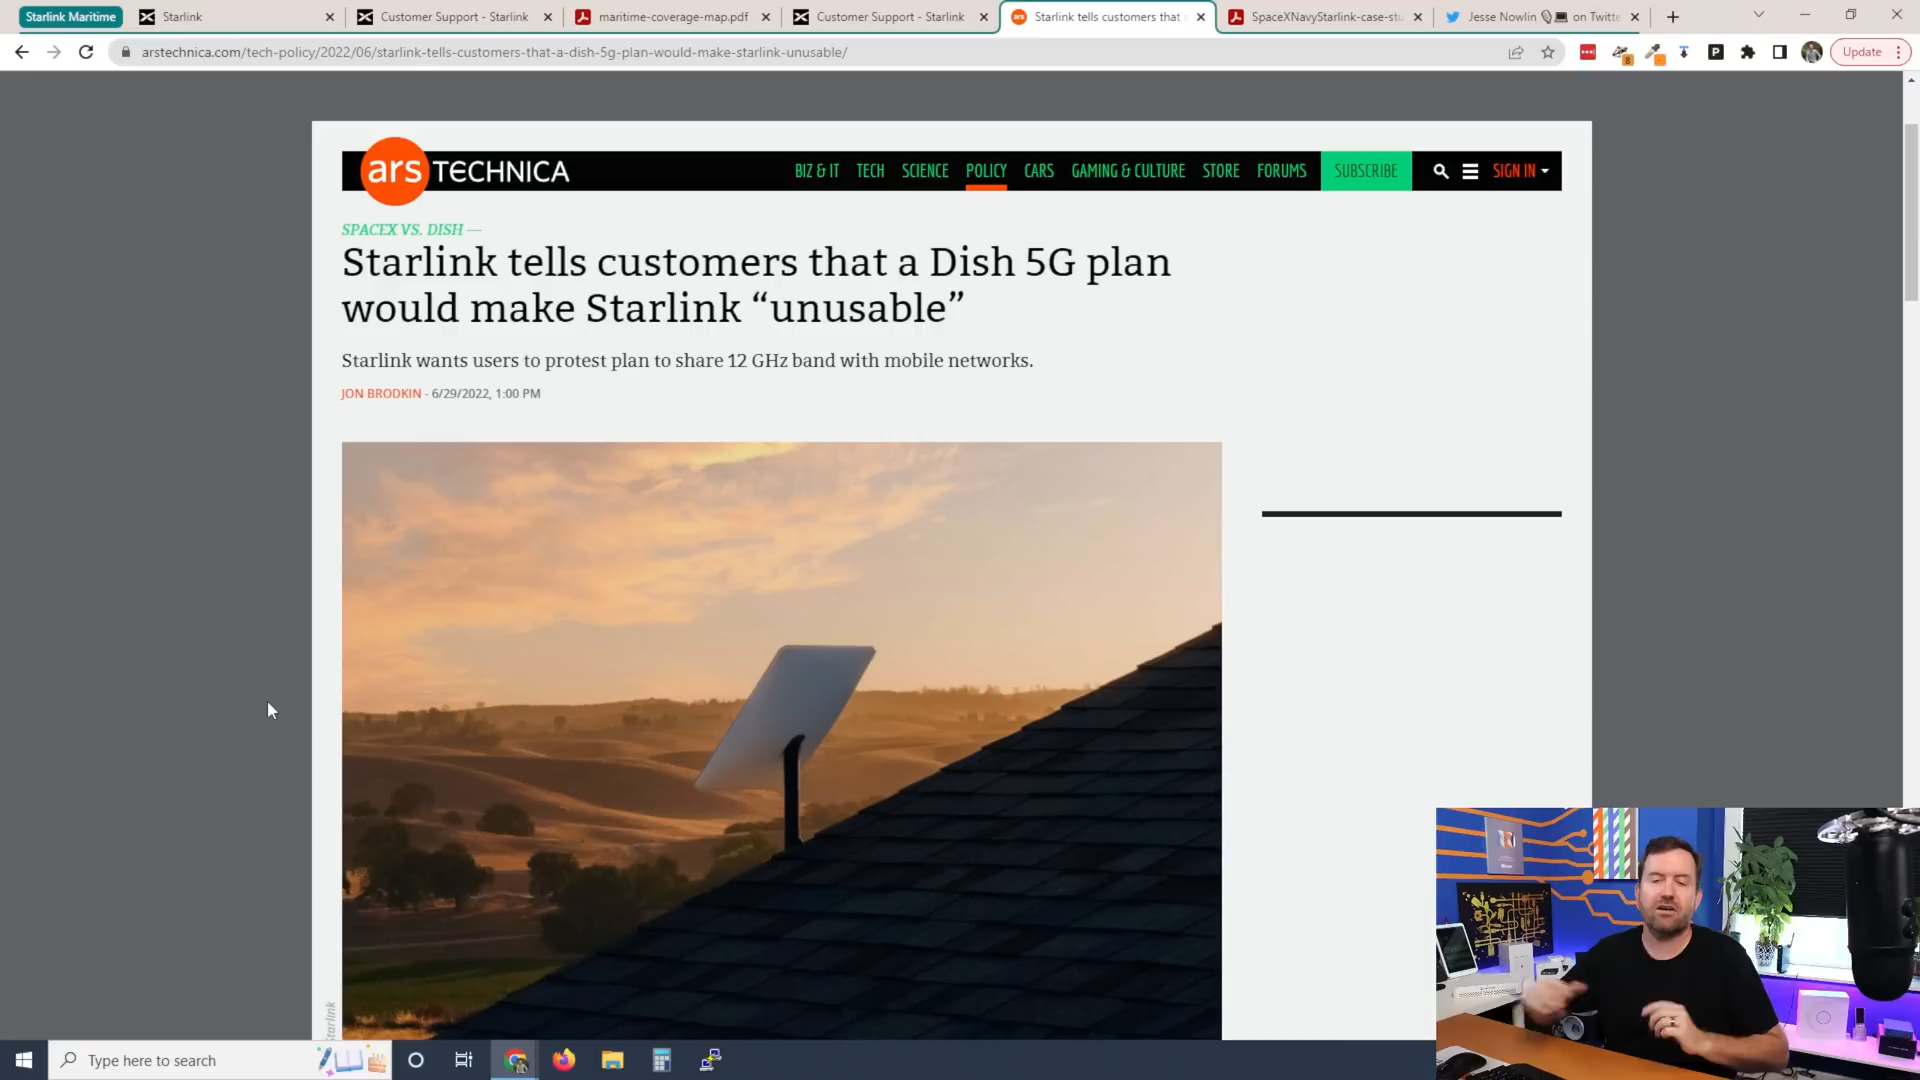 Starlink Maritime
Starlink
Customer Support - Starlink
maritime-coverage-map.pdf
Customer Support - Starlink
Starlink tells customers that
SpaceXNavyStarlink-case-stu
Jesse Nowlin on Twitte
arstechnica.com/tech-policy/2022/06/starlink-tells-customers-that-a-dish-5g-plan-would-make-starlink-unusable/
8
P
Update
ars TECHNICA
BIZ & IT
TECH
SCIENCE
POLICY
CARS
GAMING & CULTURE
STORE
FORUMS
SUBSCRIBE
SIGN IN
SPACEX VS. DISH —
Starlink tells customers that a Dish 5G plan
would make Starlink “unusable”
Starlink wants users to protest plan to share 12 GHz band with mobile networks.
JON BRODKIN - 6/29/2022, 1:00 PM
Type here to search